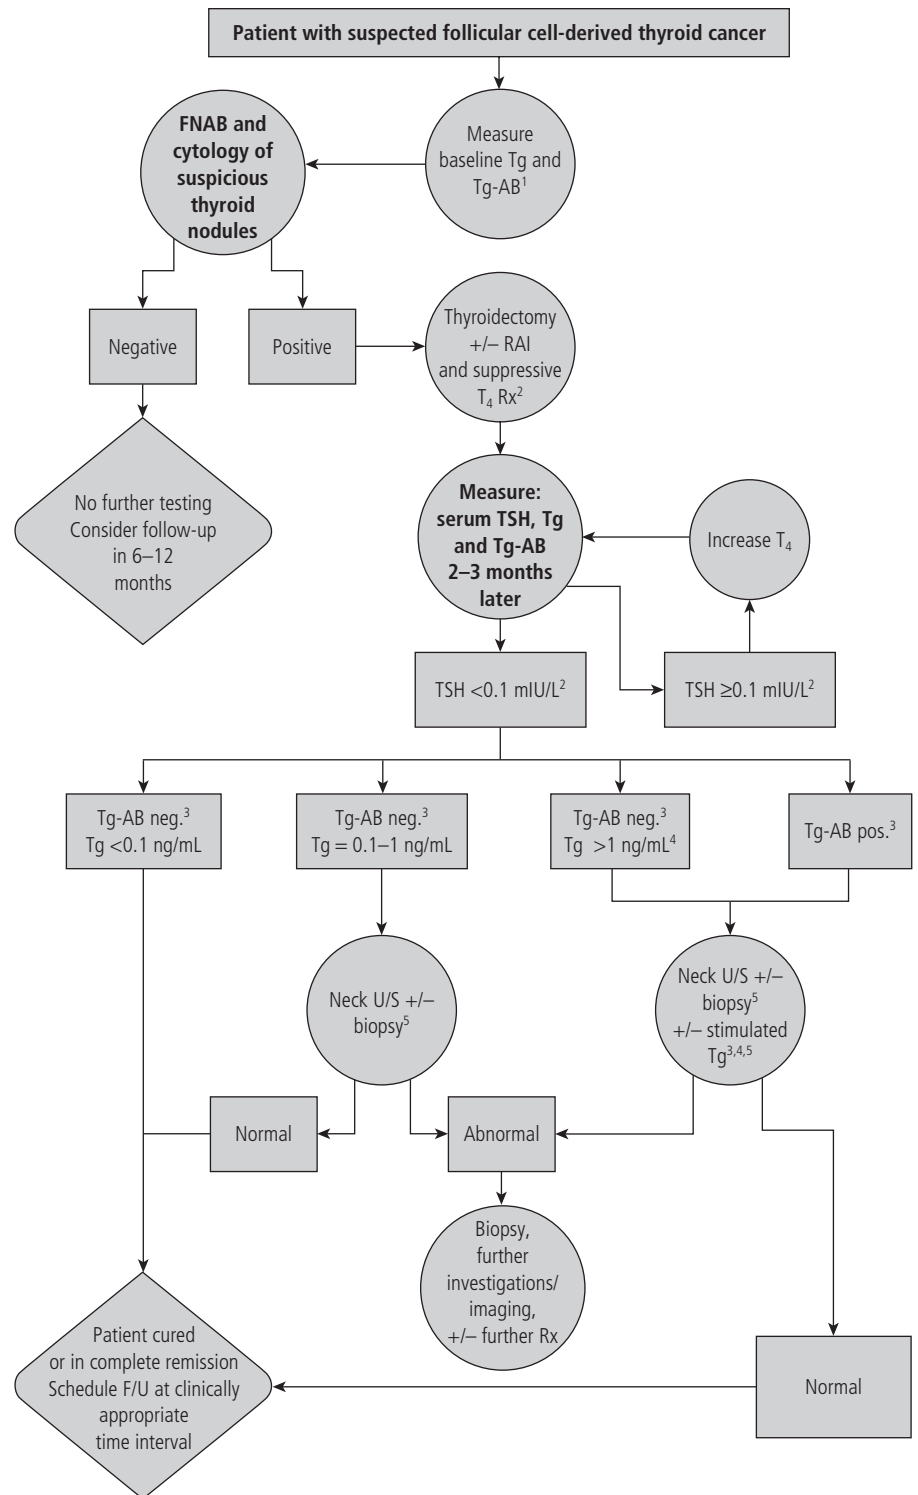 Patient with suspected follicular cell-derived thyroid cancer
Measure
baseline Tg and
Tg-AB¹
FNAB and
cytology of
suspicious
thyroid
nodules
Negative
Positive
Thyroidectomy
+/– RAI
and suppressive
T₄ Rx²
No further testing
Consider follow-up
in 6–12
months
Measure:
serum TSH, Tg
and Tg-AB
2–3 months
later
Increase T₄
TSH <0.1 mIU/L²
TSH ≥0.1 mIU/L²
Tg-AB neg.³
Tg <0.1 ng/mL
Tg-AB neg.³
Tg = 0.1–1 ng/mL
Tg-AB neg.³
Tg >1 ng/mL⁴
Tg-AB pos.³
Neck U/S +/–
biopsy⁵
Neck U/S +/–
biopsy⁵
+/– stimulated
Tg³,⁴,⁵
Normal
Abnormal
Biopsy,
further
investigations/
imaging,
+/– further Rx
Patient cured
or in complete remission
Schedule F/U at clinically
appropriate
time interval
Normal